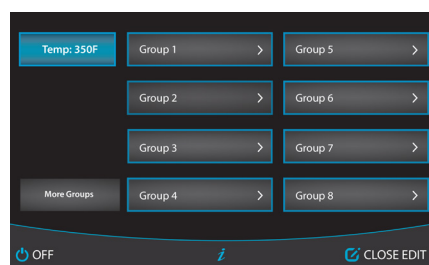 Temp: 350F
Group 1 >
Group 5 >
Group 2 >
Group 6 >
Group 3 >
Group 7 >
More Groups
Group 4 >
Group 8 >
OFF
i
CLOSE EDIT